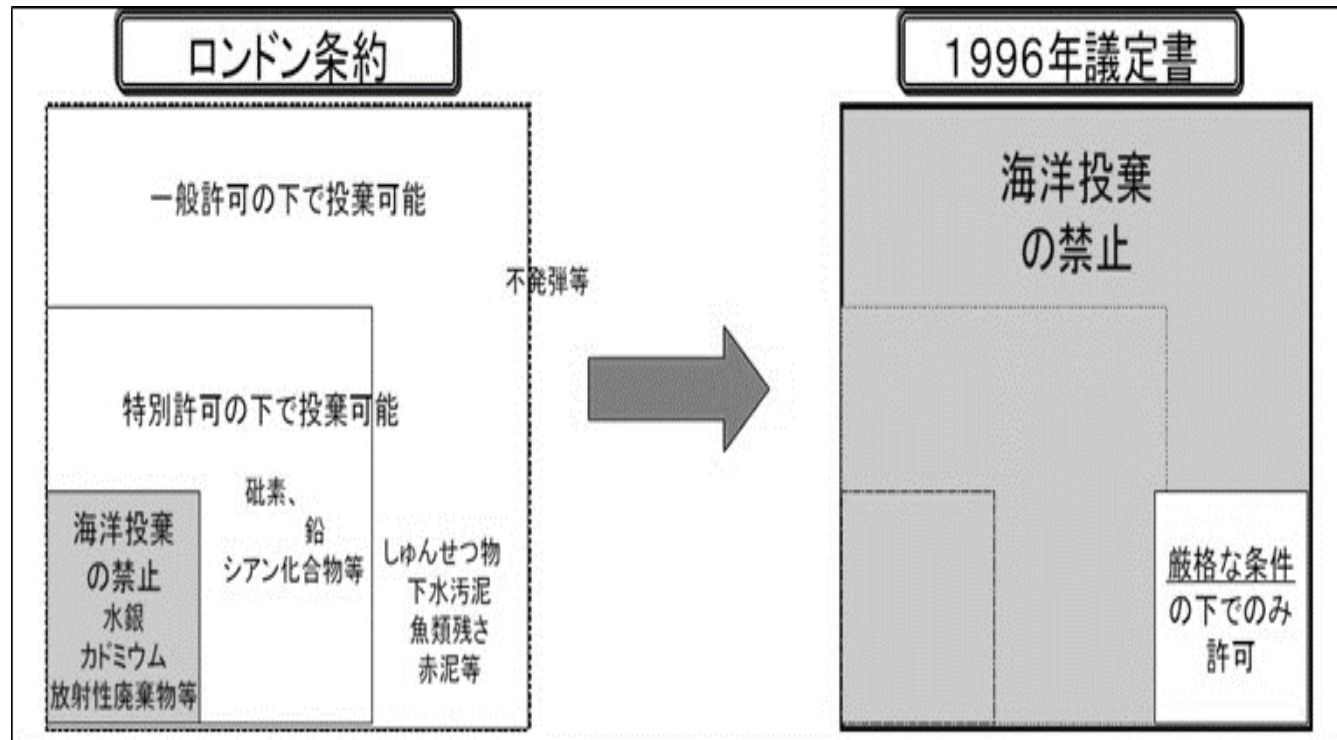 ロンドン条約
一般許可の下で投棄可能
不発弾等
特別許可の下で投棄可能
砒素、
鉛
シアン化合物等
海洋投棄
の禁止
水銀
カドミウム
放射性廃棄物等
しゅんせつ物
下水汚泥
魚類残さ
赤泥等
1996年議定書
海洋投棄
の禁止
厳格な条件
の下でのみ
許可